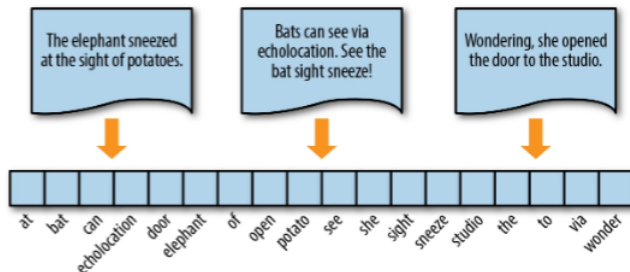 The elephant sneezed
at the sight of potatoes.
Bats can see via
echolocation. See the
bat sight sneeze!
Wondering, she opened
the door to the studio.
at
bat
can
echolocation
door
elephant
of
open
potato
see
she
sight
sneeze
studio
the
to
via
wonder